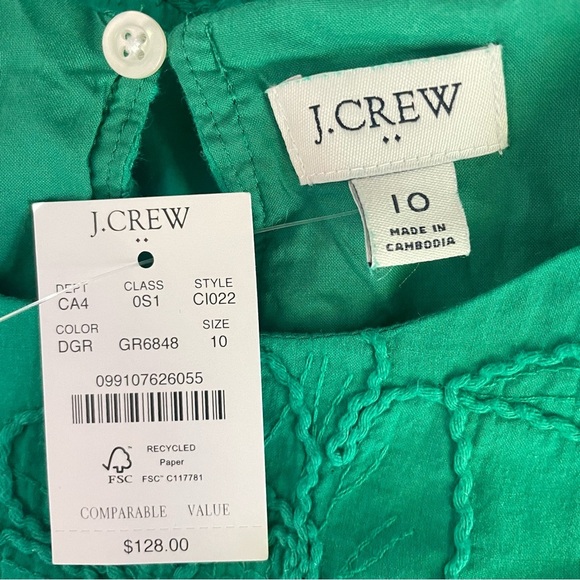 J.CREW
10
MADE IN
CAMBODIA
J.CREW
DEPT CLASS STYLE
CA4 0S1 CI022
COLOR SIZE
DGR GR6848 10
099107626055
RECYCLED
Paper
FSC FSC™ C117781
COMPARABLE VALUE
$128.00